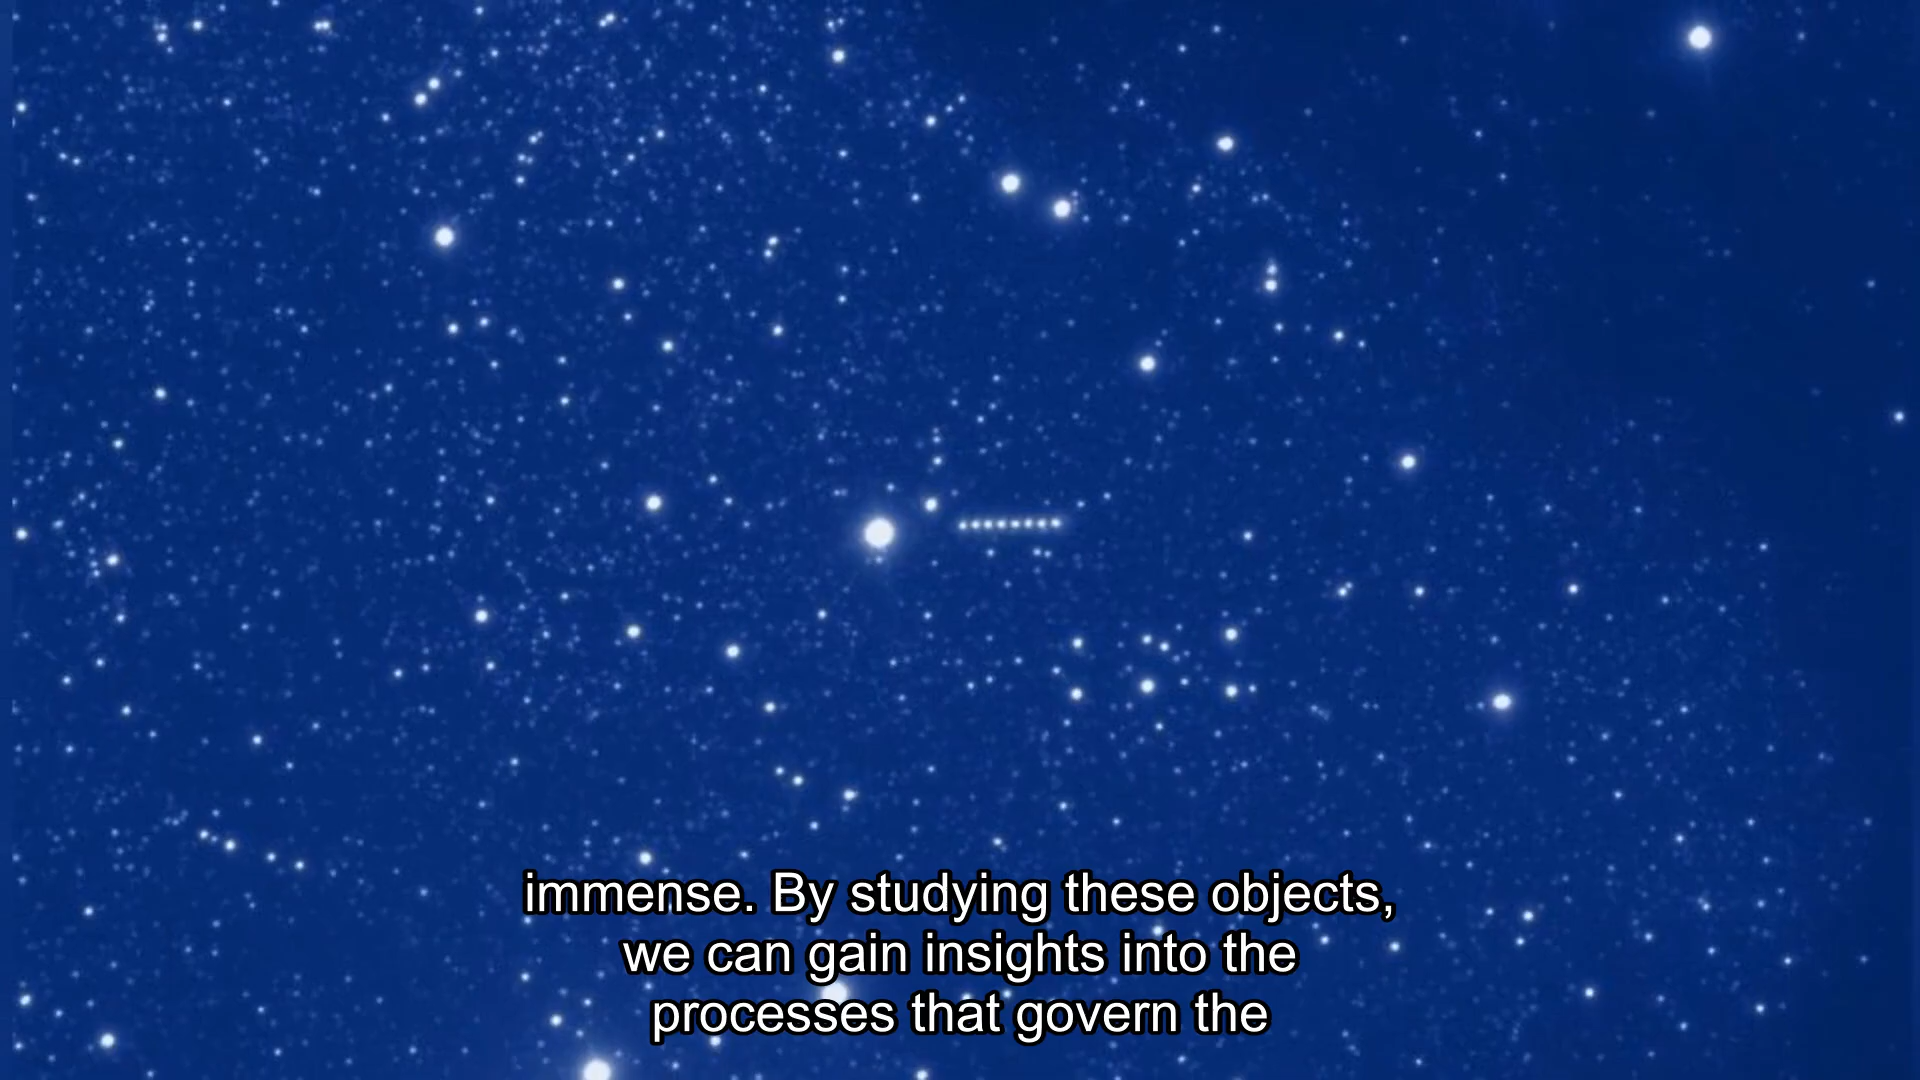 immense. By studying these objects,
we can gain insights into the
processes that govern the